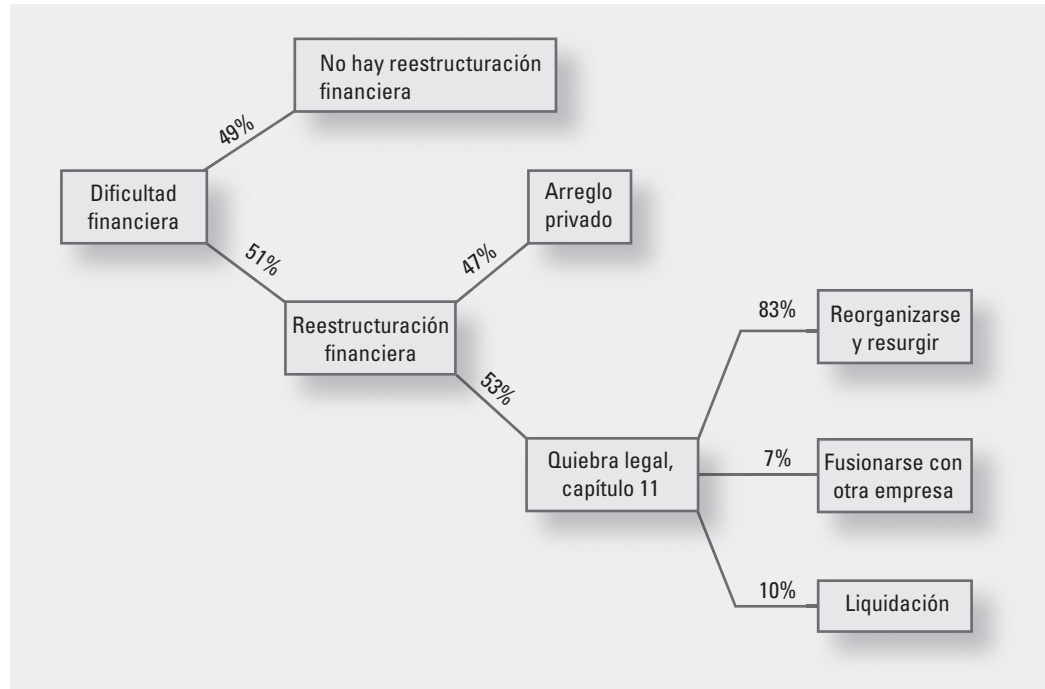 No hay reestructuración
financiera
49%
Dificultad
financiera
51%
Arreglo
privado
47%
Reestructuración
financiera
53%
83%
Reorganizarse
y resurgir
Quiebra legal,
capítulo 11
7%
Fusionarse con
otra empresa
10%
Liquidación